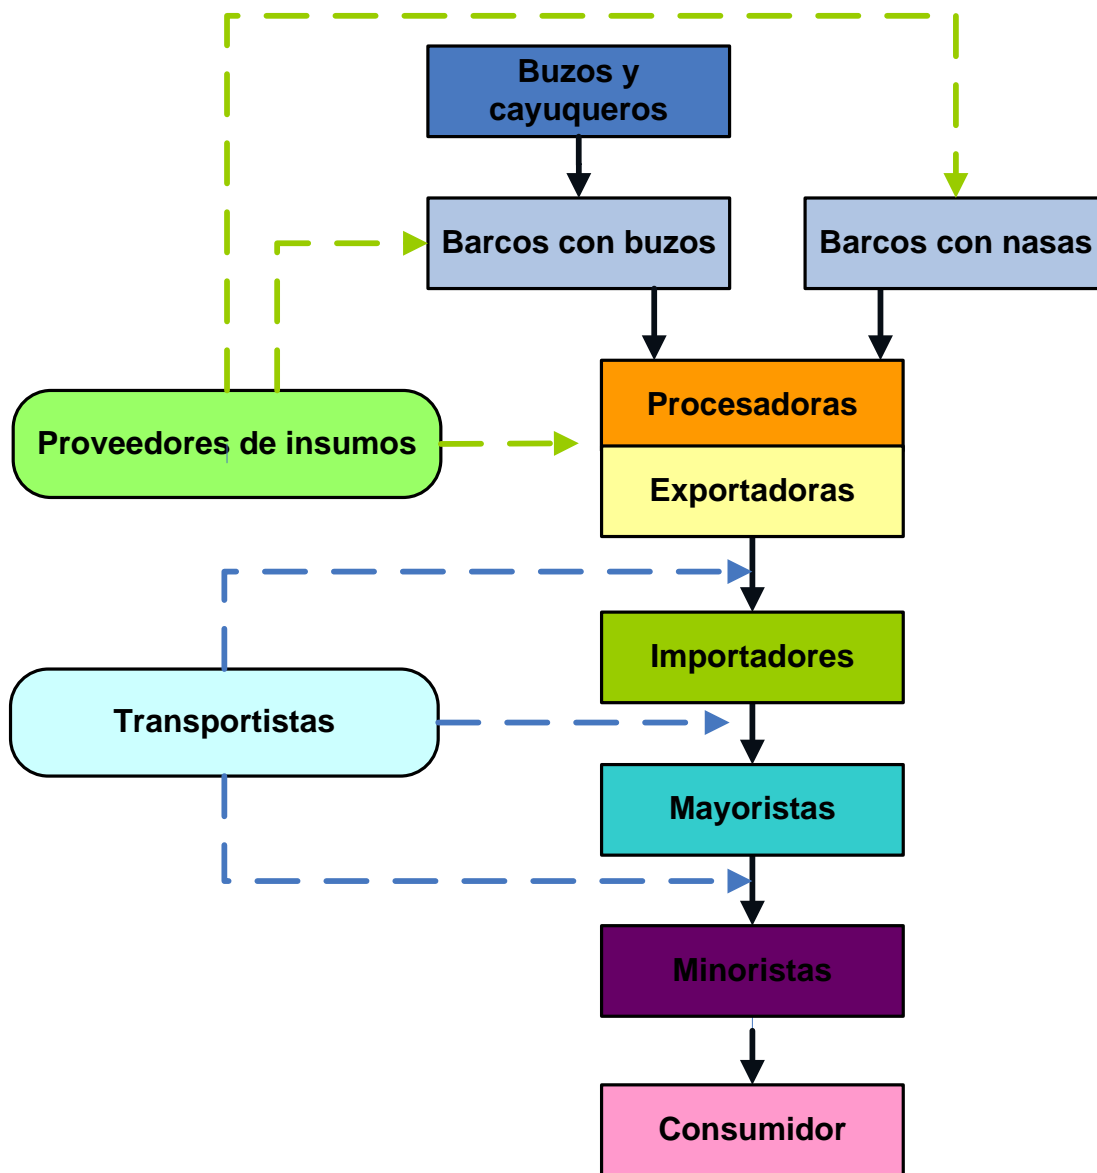 Buzos y
cayuqueros
Barcos con buzos
Barcos con nasas
Procesadoras
Proveedores de insumos
Exportadoras
Importadores
Transportistas
Mayoristas
Minoristas
Consumidor